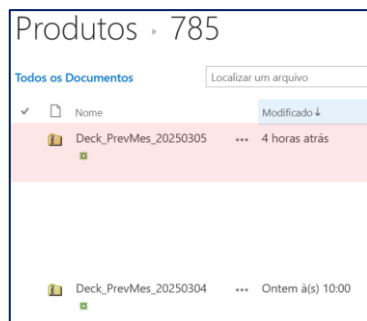 Produtos ▸ 785
Todos os Documentos
Localizar um arquivo
Nome
Modificado ↓
Deck_PrevMes_20250305 ... 4 horas atrás
Deck_PrevMes_20250304 ... Ontem à(s) 10:00